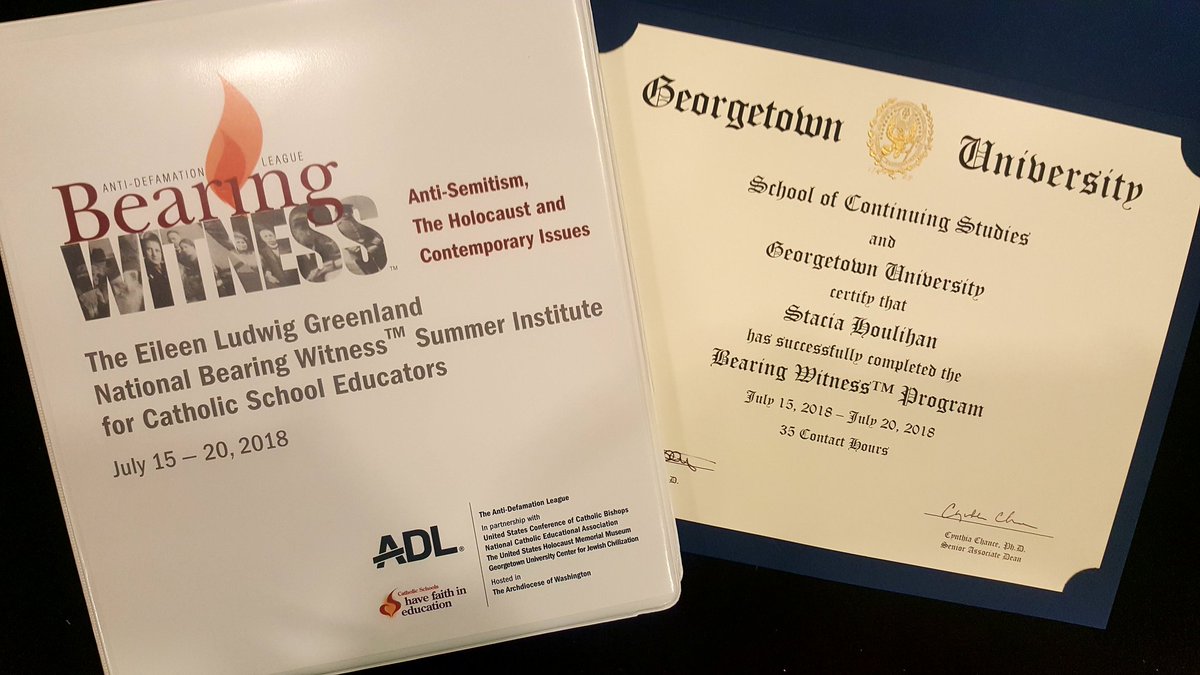 ANTI-DEFAMATION LEAGUE
Bearing
WITNESS™
Anti-Semitism,
The Holocaust and
Contemporary Issues
The Eileen Ludwig Greenland
National Bearing Witness™ Summer Institute
for Catholic School Educators
July 15 – 20, 2018
ADL®
Catholic Schools
have faith in
education
The Anti-Defamation League
In partnership with
United States Conference of Catholic Bishops
National Catholic Educational Association
The United States Holocaust Memorial Museum
Georgetown University Center for Jewish Civilization
Hosted in
The Archdiocese of Washington
Georgetown University
School of Continuing Studies
and
Georgetown University
certify that
Stacia Houlihan
has successfully completed the
Bearing Witness™ Program
July 15, 2018 – July 20, 2018
35 Contact Hours
D.
Cynthia Chance, Ph.D.
Senior Associate Dean